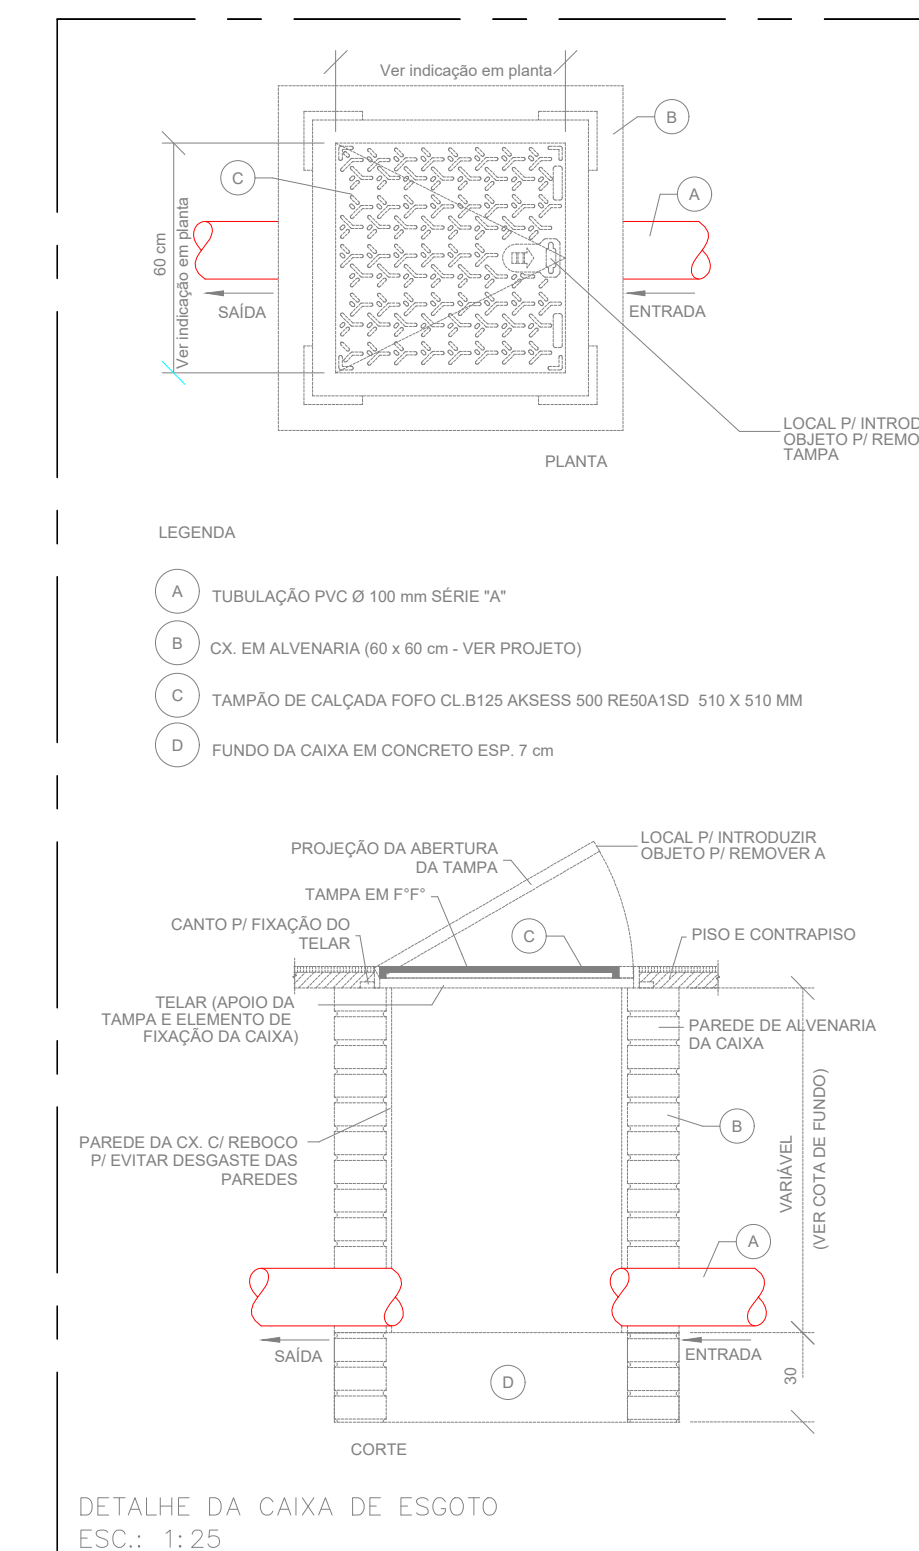 Ver indicação em planta
B
C
A
60 cm
Ver indicação em planta
SAÍDA
ENTRADA
LOCAL P/ INTROD
OBJETO P/ REMO
TAMPA
PLANTA
LEGENDA
A TUBULAÇÃO PVC Ø 100 mm SÉRIE "A"
B CX. EM ALVENARIA (60 x 60 cm - VER PROJETO)
C TAMPÃO DE CALÇADA FOFO CL.B125 AKSESS 500 RE50A1SD 510 X 510 MM
D FUNDO DA CAIXA EM CONCRETO ESP. 7 cm
LOCAL P/ INTRODUZIR
OBJETO P/ REMOVER A
PROJEÇÃO DA ABERTURA
DA TAMPA
TAMPA EM F°F°
CANTO P/ FIXAÇÃO DO
TELAR
C
PISO E CONTRAPISO
TELAR (APOIO DA
TAMPA E ELEMENTO DE
FIXAÇÃO DA CAIXA)
PAREDE DE ALVENARIA
DA CAIXA
B
PAREDE DA CX. C/ REBOCO
P/ EVITAR DESGASTE DAS
PAREDES
VARIÁVEL
(VER COTA DE FUNDO)
A
SAÍDA
ENTRADA
30
D
CORTE
DETALHE DA CAIXA DE ESGOTO
ESC.: 1:25